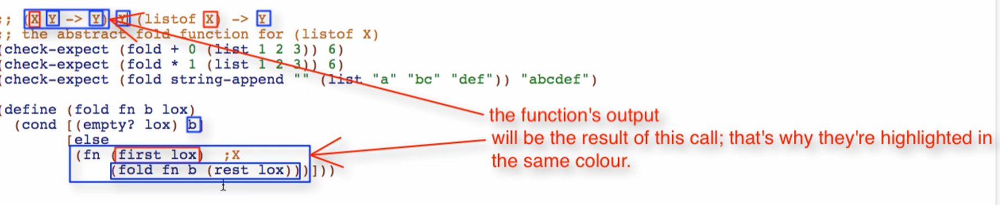 ;; (X Y -> Y) Y (listof X) -> Y
;; the abstract fold function for (listof X)
(check-expect (fold + 0 (list 1 2 3)) 6)
(check-expect (fold * 1 (list 1 2 3)) 6)
(check-expect (fold string-append "" (list "a" "bc" "def")) "abcdef")
(define (fold fn b lox)
(cond [(empty? lox) b]
[else
(fn (first lox) ;X
(fold fn b (rest lox)))]))
the function's output
will be the result of this call; that's why they're highlighted in
the same colour.